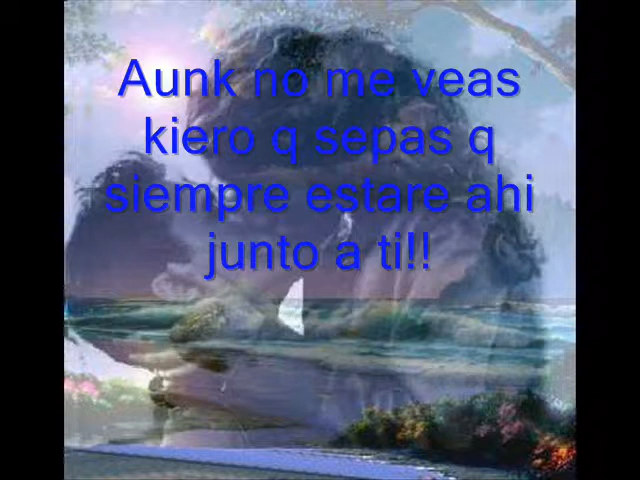 Aunk no me veas
kiero q sepas q
siempre estare ahi
junto a ti!!